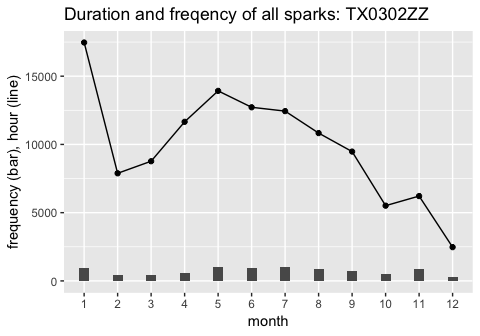 Duration and freqency of all sparks: TX0302ZZ
15000
10000
5000
0
frequency (bar), hour (line)
1 2 3 4 5 6 7 8 9 10 11 12
month